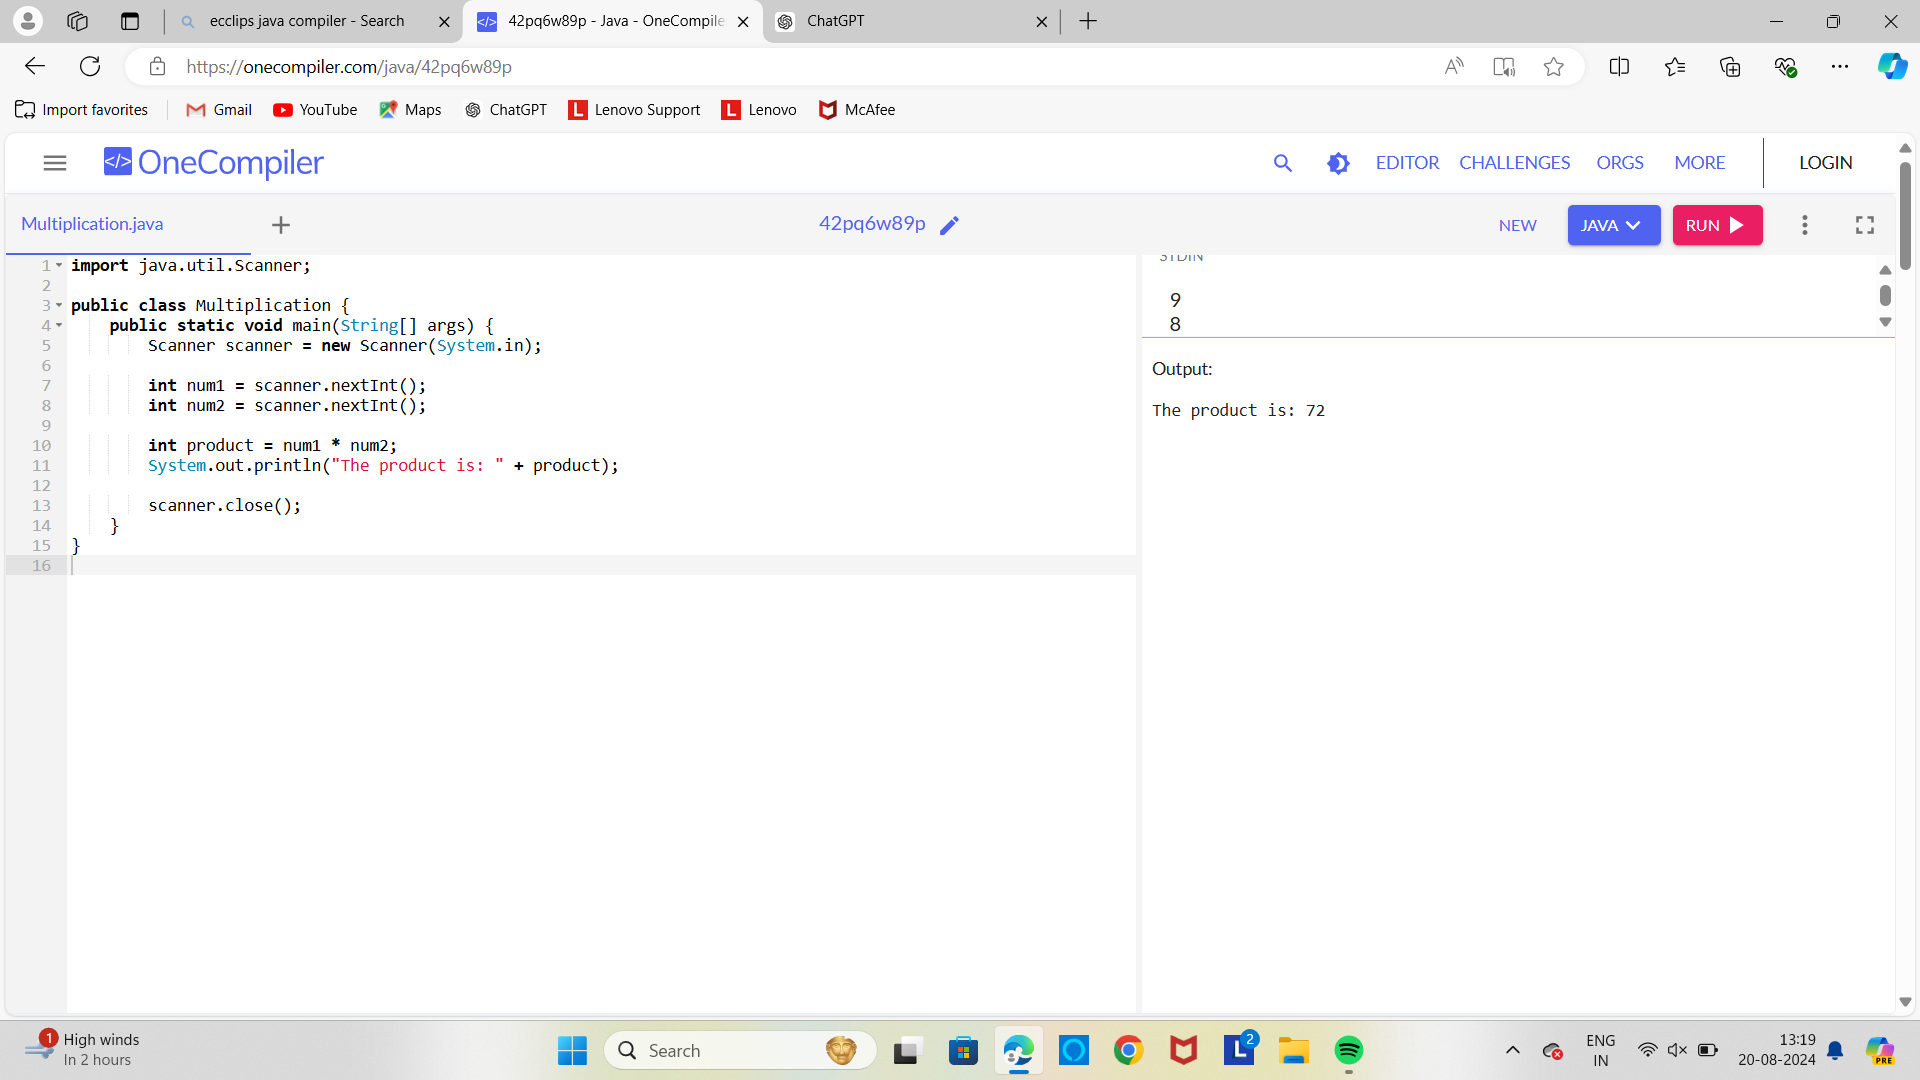 ecclips java compiler - Search
42pq6w89p - Java - OneCompile
ChatGPT
https://onecompiler.com/java/42pq6w89p
Import favorites
Gmail
YouTube
Maps
ChatGPT
Lenovo Support
Lenovo
McAfee
</> OneCompiler
EDITOR
CHALLENGES
ORGS
MORE
LOGIN
Multiplication.java
42pq6w89p
NEW
JAVA
RUN
1 import java.util.Scanner;
2
3 public class Multiplication {
4 public static void main(String[] args) {
5 Scanner scanner = new Scanner(System.in);
6
7 int num1 = scanner.nextInt();
8 int num2 = scanner.nextInt();
9
10 int product = num1 * num2;
11 System.out.println("The product is: " + product);
12
13 scanner.close();
14 }
15 }
16
STDIN
9
8
Output:
The product is: 72
1
High winds
In 2 hours
Search
L
2
PRE
ENG
IN
13:19
20-08-2024